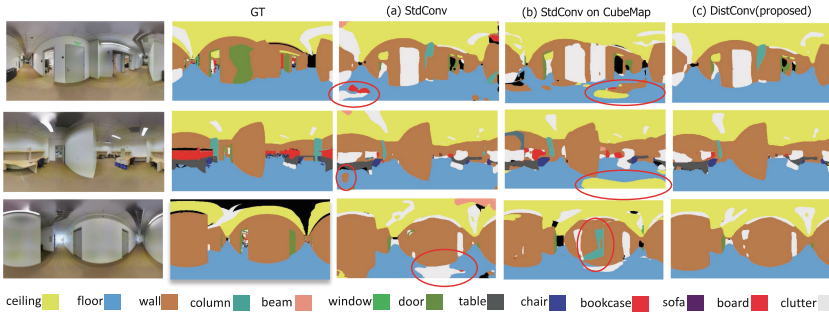 GT (a) StdConv (b) StdConv on CubeMap (c) DistConv(proposed)
ceiling floor wall column beam window door table chair bookcase sofa board clutter